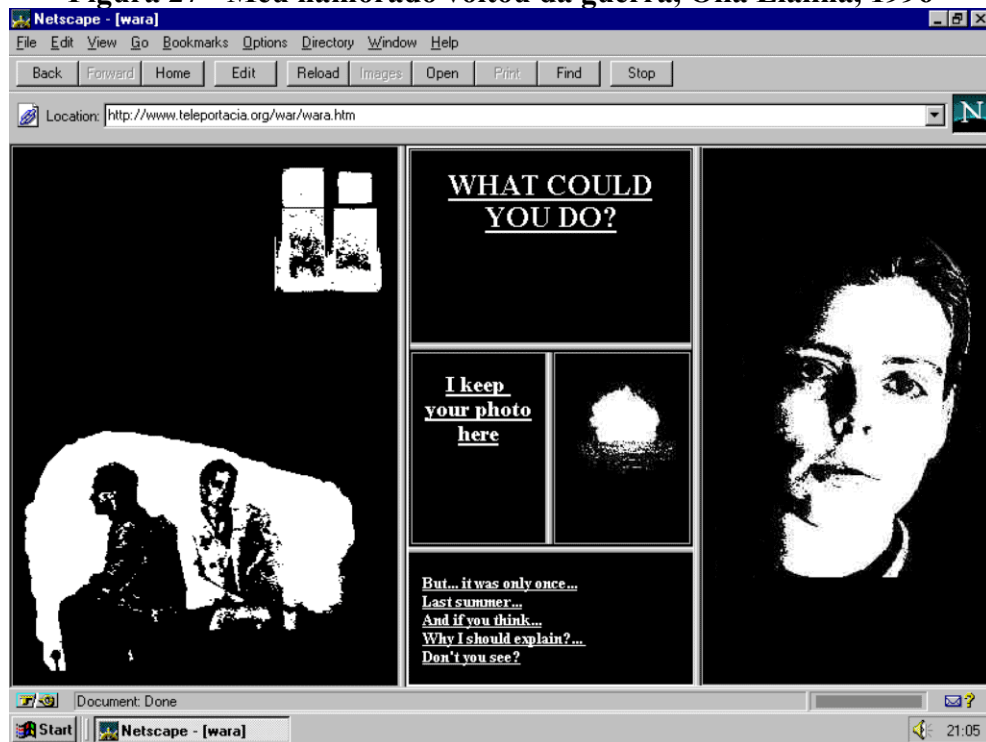 Figura 27 - Meu namorado voltou da guerra, Olia Lialina, 1996
Netscape - [wara]
File Edit View Go Bookmarks Options Directory Window Help
Back Forward Home Edit Reload Images Open Print Find Stop
Location: http://www.teleportacia.org/war/wara.htm
N
WHAT COULD
YOU DO?
I keep
your photo
here
But... it was only once...
Last summer...
And if you think...
Why I should explain?...
Don't you see?
Document: Done
Start Netscape - [wara] 21:05